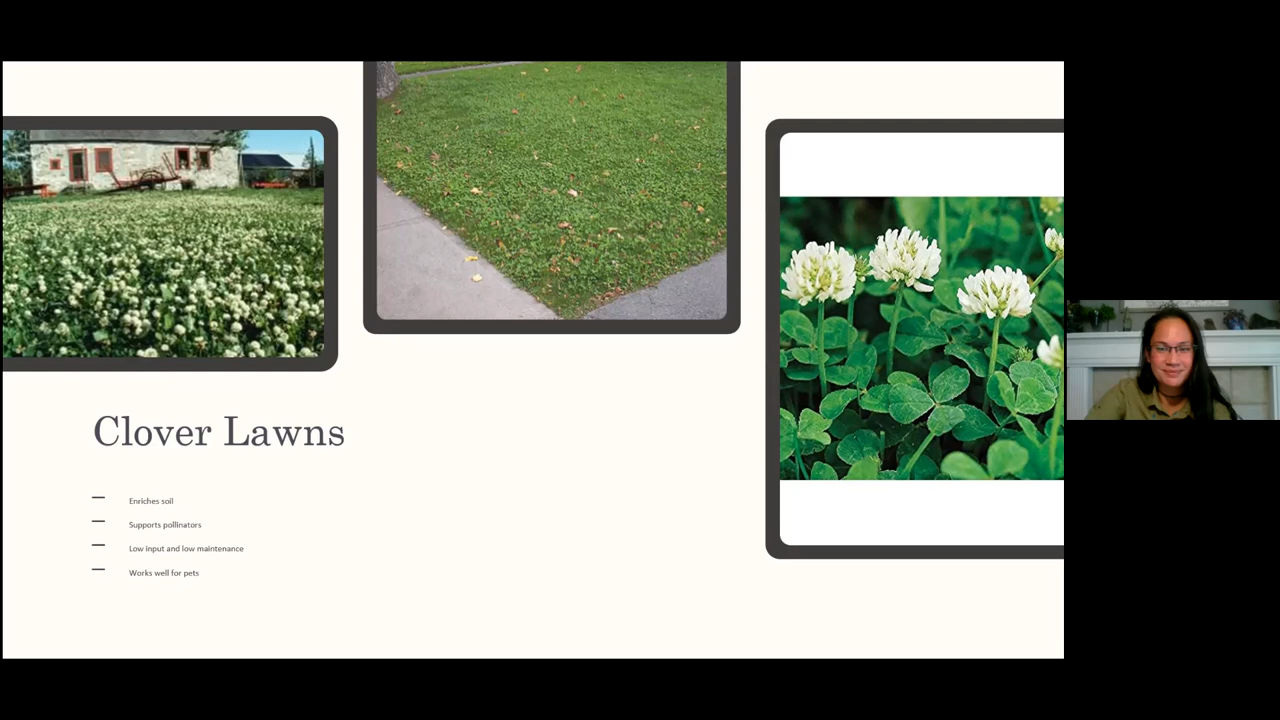 Clover Lawns
Enriches soil
Supports pollinators
Low input and low maintenance
Works well for pets